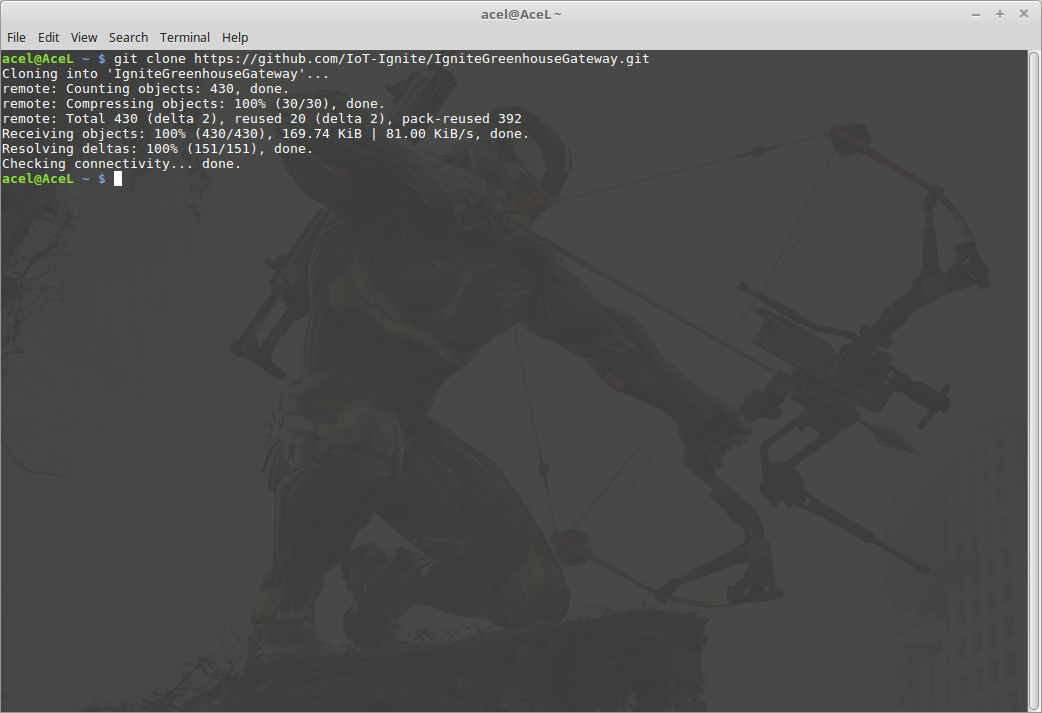 acel@AceL ~
File Edit View Search Terminal Help
acel@AceL ~ $ git clone https://github.com/IoT-Ignite/IgniteGreenhouseGateway.git
Cloning into 'IgniteGreenhouseGateway'...
remote: Counting objects: 430, done.
remote: Compressing objects: 100% (30/30), done.
remote: Total 430 (delta 2), reused 20 (delta 2), pack-reused 392
Receiving objects: 100% (430/430), 169.74 KiB | 81.00 KiB/s, done.
Resolving deltas: 100% (151/151), done.
Checking connectivity... done.
acel@AceL ~ $